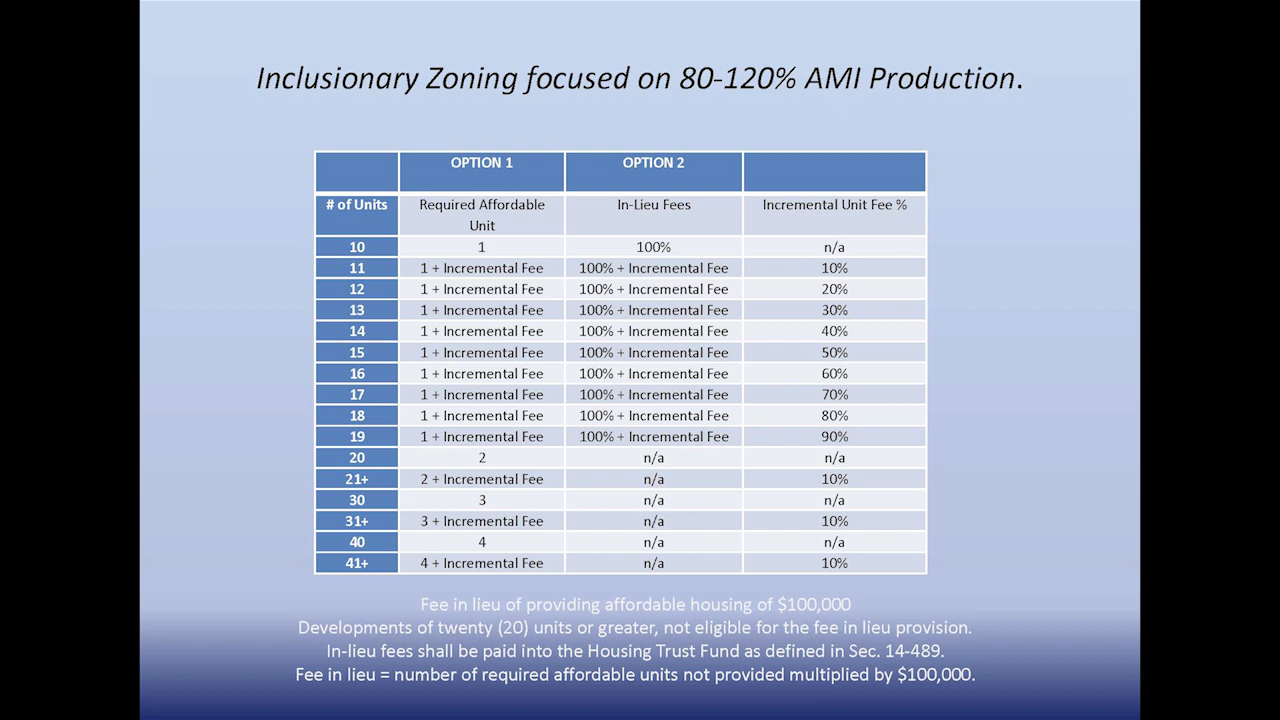 Inclusionary Zoning focused on 80-120% AMI Production.
OPTION 1 OPTION 2
# of Units Required Affordable Unit In-Lieu Fees Incremental Unit Fee %
10 1 100% n/a
11 1 + Incremental Fee 100% + Incremental Fee 10%
12 1 + Incremental Fee 100% + Incremental Fee 20%
13 1 + Incremental Fee 100% + Incremental Fee 30%
14 1 + Incremental Fee 100% + Incremental Fee 40%
15 1 + Incremental Fee 100% + Incremental Fee 50%
16 1 + Incremental Fee 100% + Incremental Fee 60%
17 1 + Incremental Fee 100% + Incremental Fee 70%
18 1 + Incremental Fee 100% + Incremental Fee 80%
19 1 + Incremental Fee 100% + Incremental Fee 90%
20 2 n/a n/a
21+ 2 + Incremental Fee n/a 10%
30 3 n/a n/a
31+ 3 + Incremental Fee n/a 10%
40 4 n/a n/a
41+ 4 + Incremental Fee n/a 10%
Fee in lieu of providing affordable housing of $100,000
Developments of twenty (20) units or greater, not eligible for the fee in lieu provision.
In-lieu fees shall be paid into the Housing Trust Fund as defined in Sec. 14-489.
Fee in lieu = number of required affordable units not provided multiplied by $100,000.